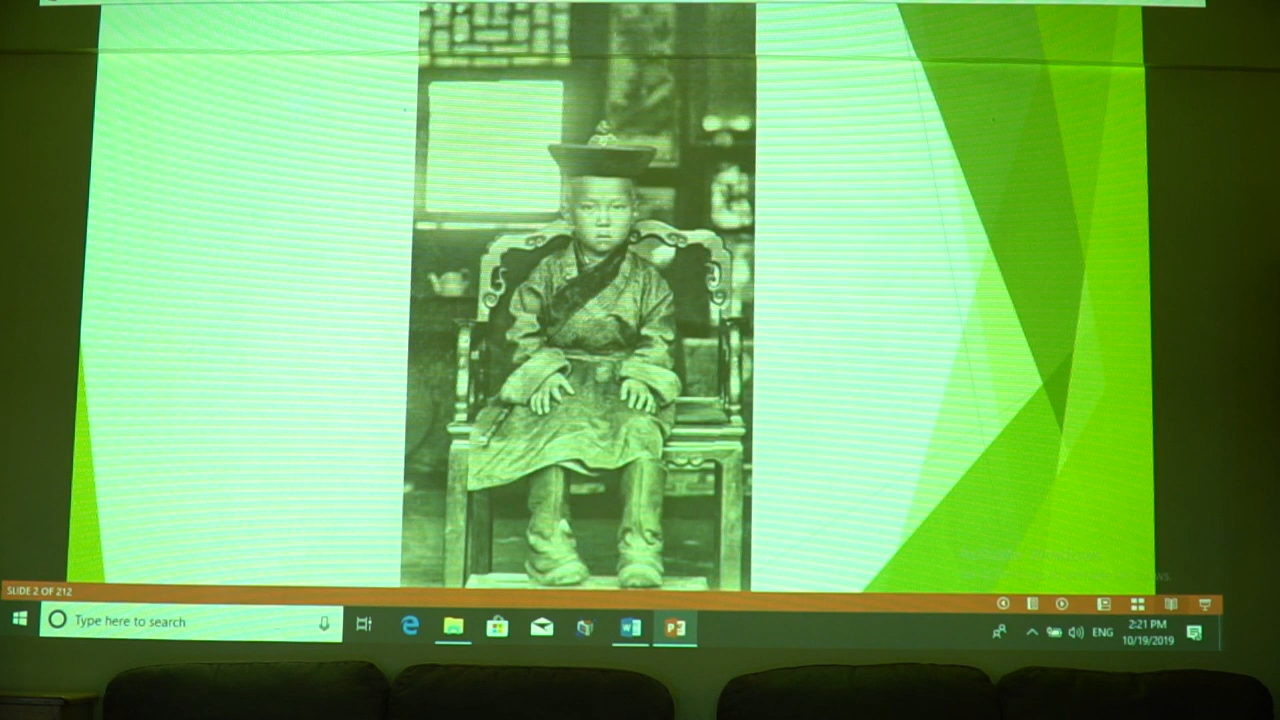 SLIDE 2 OF 212
Type here to search
ENG
2:21 PM
10/19/2019